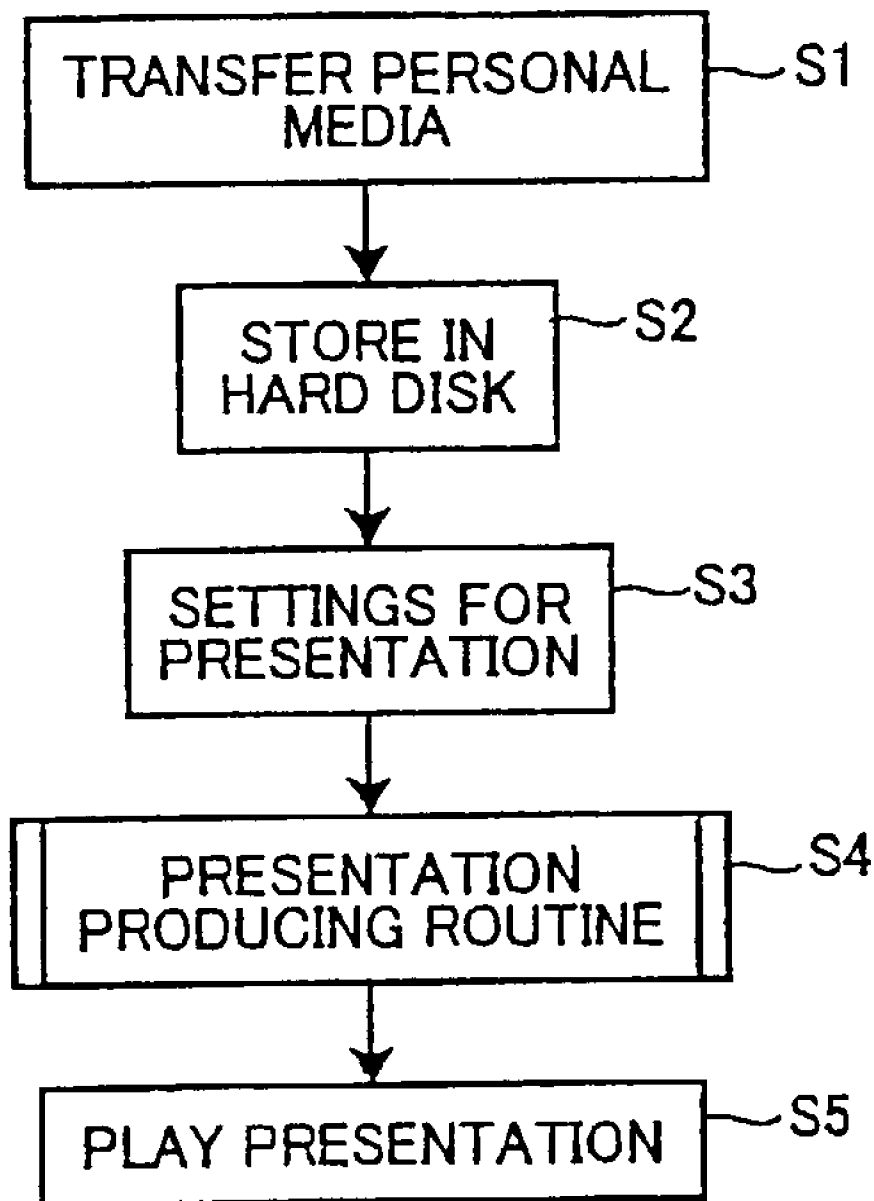 TRANSFER PERSONAL
MEDIA
S1
STORE IN
HARD DISK
S2
SETTINGS FOR
PRESENTATION
S3
PRESENTATION
PRODUCING ROUTINE
S4
PLAY PRESENTATION
S5